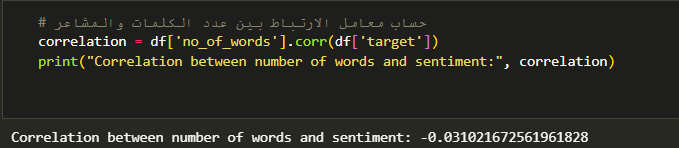 # حساب معامل الارتباط بين عدد الكلمات والمشاعر
correlation = df['no_of_words'].corr(df['target'])
print("Correlation between number of words and sentiment:", correlation)
Correlation between number of words and sentiment: -0.031021672561961828